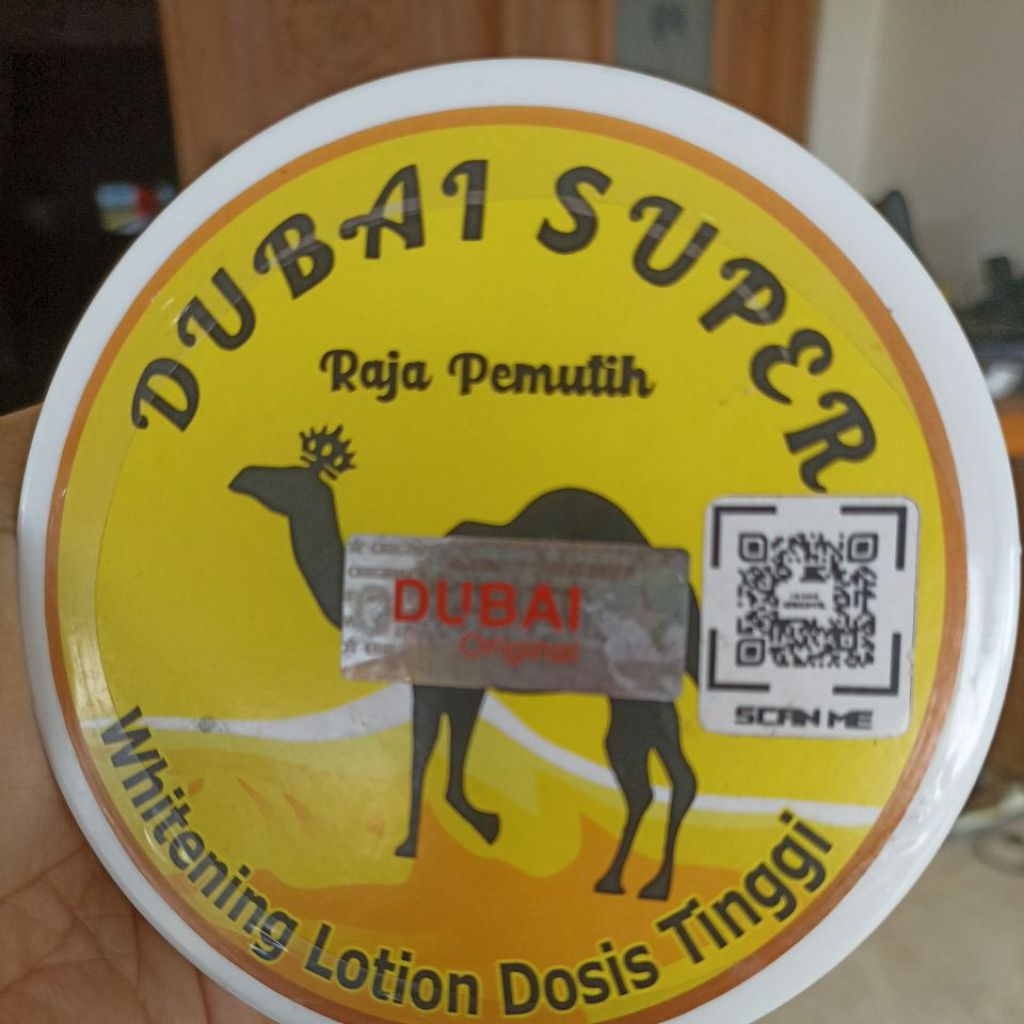 DUBAI SUPER
Raja Pemutih
DUBAI
Original
SCAN ME
Whitening Lotion Dosis Tinggi